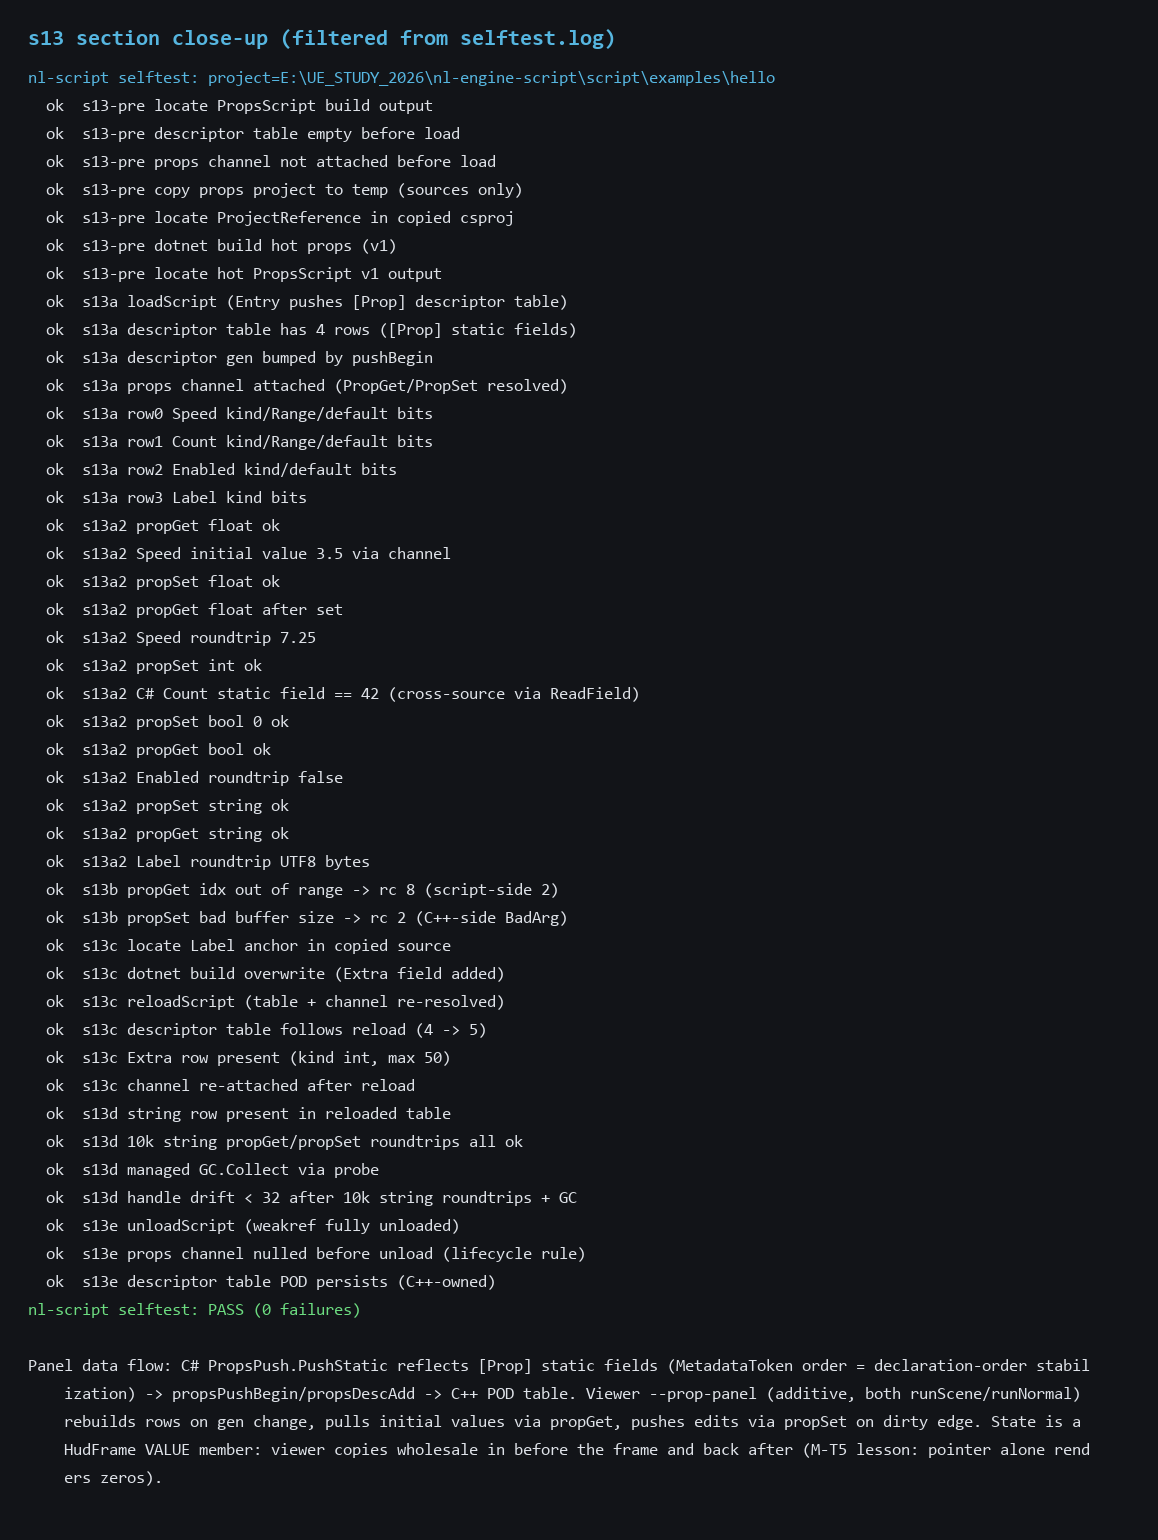 s13 section close-up (filtered from selftest.log)
nl-script selftest: project=E:\UE_STUDY_2026\nl-engine-script\script\examples\hello
ok  s13-pre locate PropsScript build output
ok  s13-pre descriptor table empty before load
ok  s13-pre props channel not attached before load
ok  s13-pre copy props project to temp (sources only)
ok  s13-pre locate ProjectReference in copied csproj
ok  s13-pre dotnet build hot props (v1)
ok  s13-pre locate hot PropsScript v1 output
ok  s13a loadScript (Entry pushes [Prop] descriptor table)
ok  s13a descriptor table has 4 rows ([Prop] static fields)
ok  s13a descriptor gen bumped by pushBegin
ok  s13a props channel attached (PropGet/PropSet resolved)
ok  s13a row0 Speed kind/Range/default bits
ok  s13a row1 Count kind/Range/default bits
ok  s13a row2 Enabled kind/default bits
ok  s13a row3 Label kind bits
ok  s13a2 propGet float ok
ok  s13a2 Speed initial value 3.5 via channel
ok  s13a2 propSet float ok
ok  s13a2 propGet float after set
ok  s13a2 Speed roundtrip 7.25
ok  s13a2 propSet int ok
ok  s13a2 C# Count static field == 42 (cross-source via ReadField)
ok  s13a2 propSet bool 0 ok
ok  s13a2 propGet bool ok
ok  s13a2 Enabled roundtrip false
ok  s13a2 propSet string ok
ok  s13a2 propGet string ok
ok  s13a2 Label roundtrip UTF8 bytes
ok  s13b propGet idx out of range -> rc 8 (script-side 2)
ok  s13b propSet bad buffer size -> rc 2 (C++-side BadArg)
ok  s13c locate Label anchor in copied source
ok  s13c dotnet build overwrite (Extra field added)
ok  s13c reloadScript (table + channel re-resolved)
ok  s13c descriptor table follows reload (4 -> 5)
ok  s13c Extra row present (kind int, max 50)
ok  s13c channel re-attached after reload
ok  s13d string row present in reloaded table
ok  s13d 10k string propGet/propSet roundtrips all ok
ok  s13d managed GC.Collect via probe
ok  s13d handle drift < 32 after 10k string roundtrips + GC
ok  s13e unloadScript (weakref fully unloaded)
ok  s13e props channel nulled before unload (lifecycle rule)
ok  s13e descriptor table POD persists (C++-owned)
nl-script selftest: PASS (0 failures)
Panel data flow: C# PropsPush.PushStatic reflects [Prop] static fields (MetadataToken order = declaration-order stabil
ization) -> propsPushBegin/propsDescAdd -> C++ POD table. Viewer --prop-panel (additive, both runScene/runNormal)
rebuilds rows on gen change, pulls initial values via propGet, pushes edits via propSet on dirty edge. State is a
HudFrame VALUE member: viewer copies wholesale in before the frame and back after (M-T5 lesson: pointer alone rend
ers zeros).